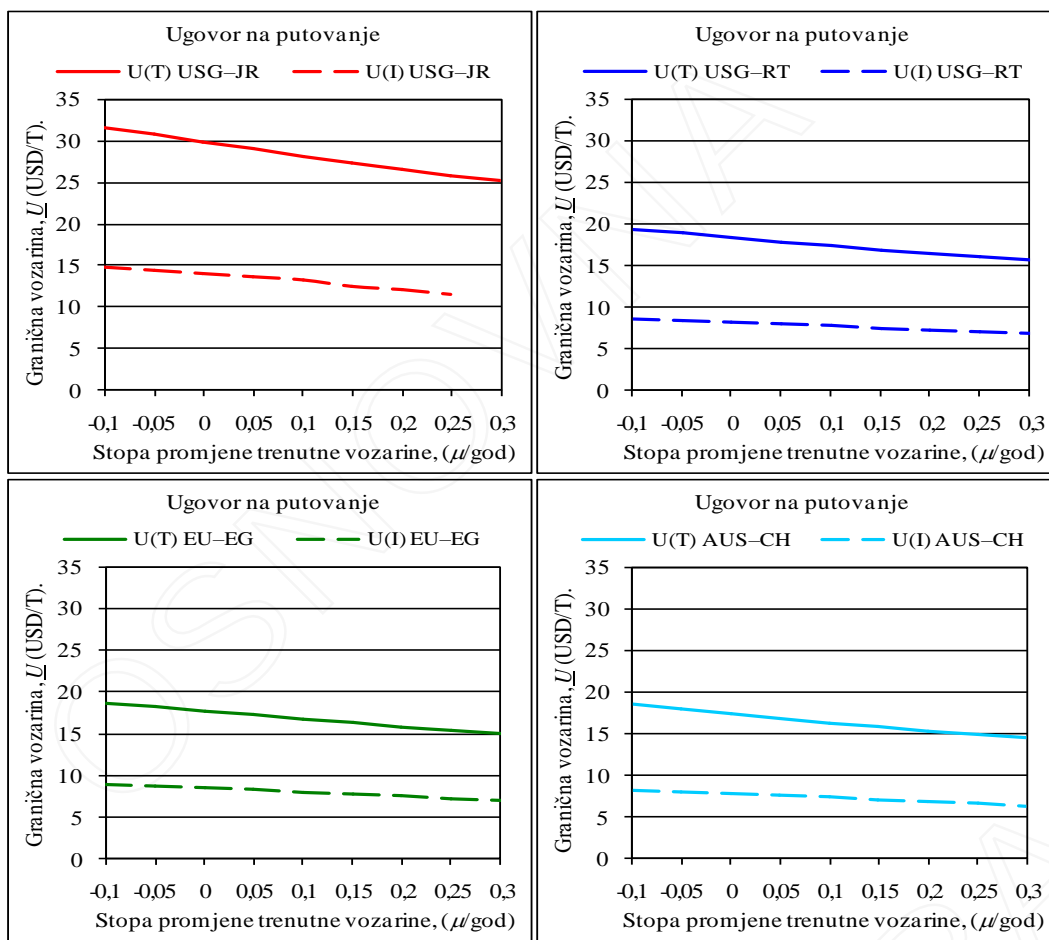 Ugovor na putovanje
U(T) USG–JR U(I) USG–JR
Granična vozarina, U (USD/T).
35
30
25
20
15
10
5
0
-0,1 -0,05 0 0,05 0,1 0,15 0,2 0,25 0,3
Stopa promjene trenutne vozarine, (μ/god)
Ugovor na putovanje
U(T) USG–RT U(I) USG–RT
Granična vozarina, U (USD/T).
35
30
25
20
15
10
5
0
-0,1 -0,05 0 0,05 0,1 0,15 0,2 0,25 0,3
Stopa promjene trenutne vozarine, (μ/god)
Ugovor na putovanje
U(T) EU–EG U(I) EU–EG
Granična vozarina, U (USD/T).
35
30
25
20
15
10
5
0
-0,1 -0,05 0 0,05 0,1 0,15 0,2 0,25 0,3
Stopa promjene trenutne vozarine, (μ/god)
Ugovor na putovanje
U(T) AUS–CH U(I) AUS–CH
Granična vozarina, U (USD/T).
35
30
25
20
15
10
5
0
-0,1 -0,05 0 0,05 0,1 0,15 0,2 0,25 0,3
Stopa promjene trenutne vozarine, (μ/god)
OSNOVNA